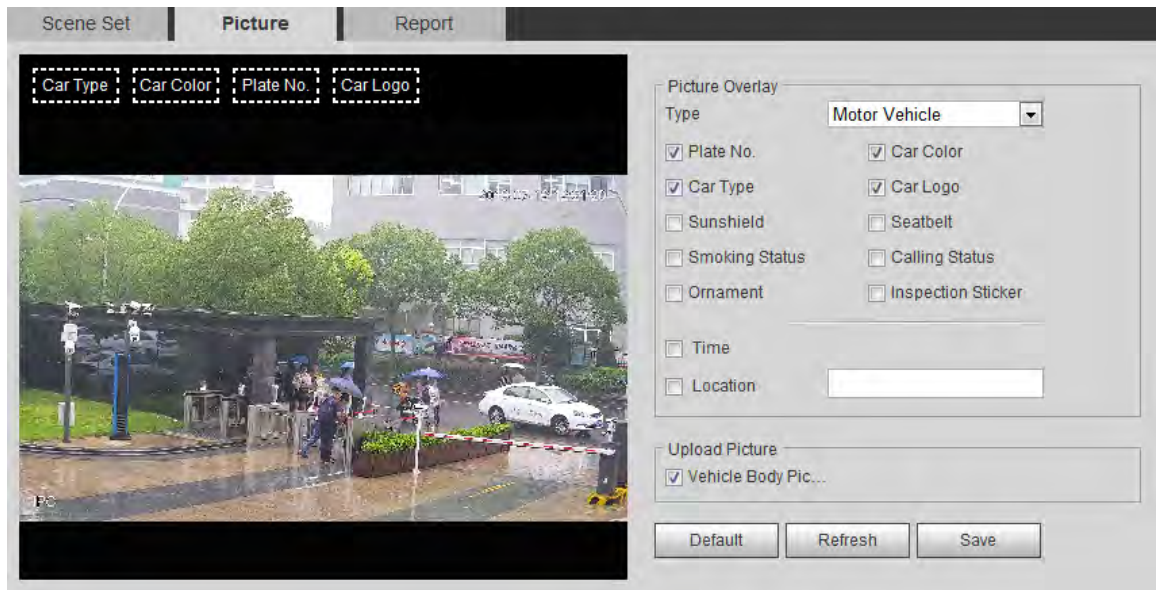 Scene Set Picture Report
Car Type Car Color Plate No. Car Logo
IPC
Picture Overlay
Type Motor Vehicle
Plate No. Car Color
Car Type Car Logo
Sunshield Seatbelt
Smoking Status Calling Status
Ornament Inspection Sticker
Time
Location
Upload Picture
Vehicle Body Pic...
Default Refresh Save